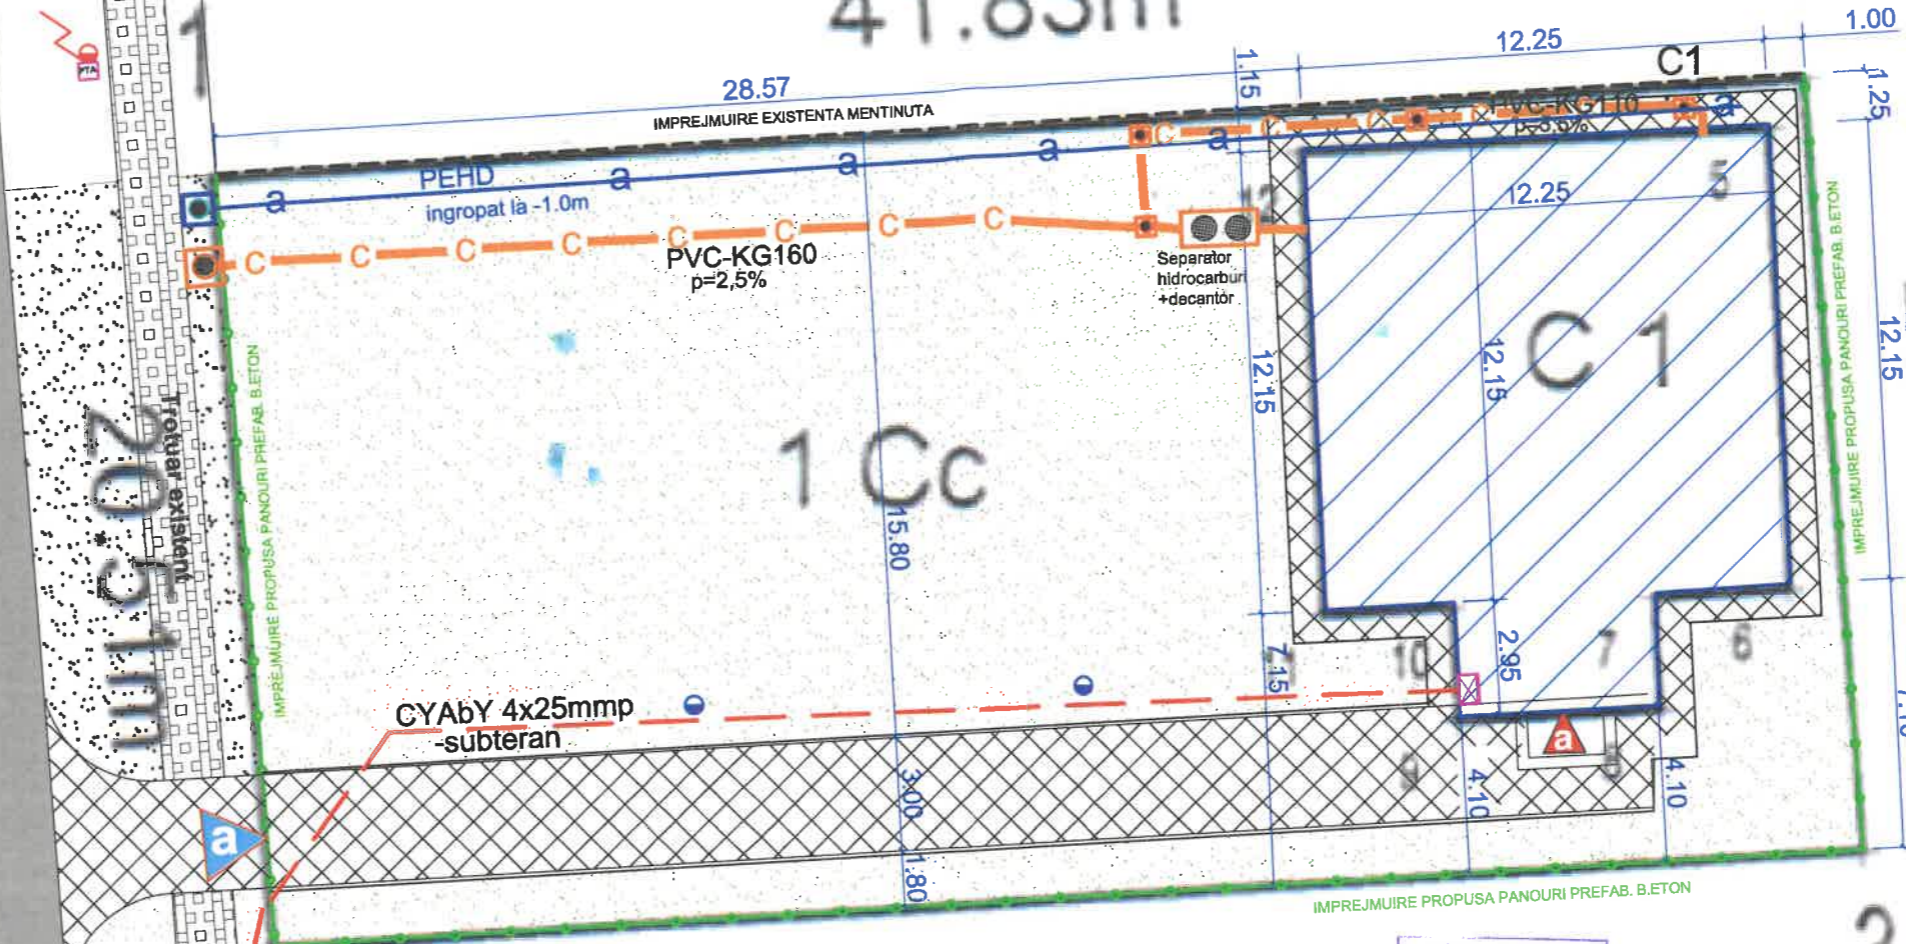 41.83m
1
1.00
12.25
C1
1.15
28.57
1.25
PTA
IMPREJMUIRE EXISTENTA MENTINUTA
PVC-KG110
a
C C C C
PEHD
a a a a a
5
12.25
12
ingropat la -1.0m
C C C C C C C C
PVC-KG160
p=2,5%
Separator
hidrocarburi
+decantor
C 1
12.15
12.15
12.15
IMPREJMUIRE PROPUSA PANOURI PREFAB. B.ETON
IMPREJMUIRE PROPUSA PANOURI PREFAB. B.ETON
Trotuar existent
20.51m
1 Cc
15.80
7.15
10
2.95
7
6
CYAbY 4x25mmp
-subteran
a
a
9
8
3.00
4.10
4.10
1.80
IMPREJMUIRE PROPUSA PANOURI PREFAB. B.ETON
2